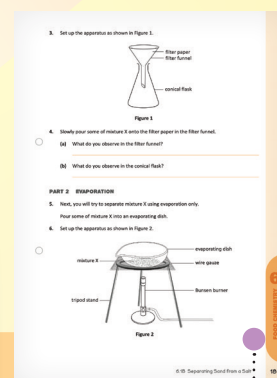 3. Set up the apparatus as shown in Figure 1.
filter paper
filter funnel
conical flask
Figure 1
4. Slowly pour some of mixture X onto the filter paper in the filter funnel.
(a) What do you observe in the filter funnel?
(b) What do you observe in the conical flask?
PART 2 EVAPORATION
5. Next, you will try to separate mixture X using evaporation only.
Pour some of mixture X into an evaporating dish.
6. Set up the apparatus as shown in Figure 2.
evaporating dish
mixture X
wire gauze
Bunsen burner
tripod stand
Figure 2
6
FOOD CHEMISTRY
6.1B Separating Sand from a Salt